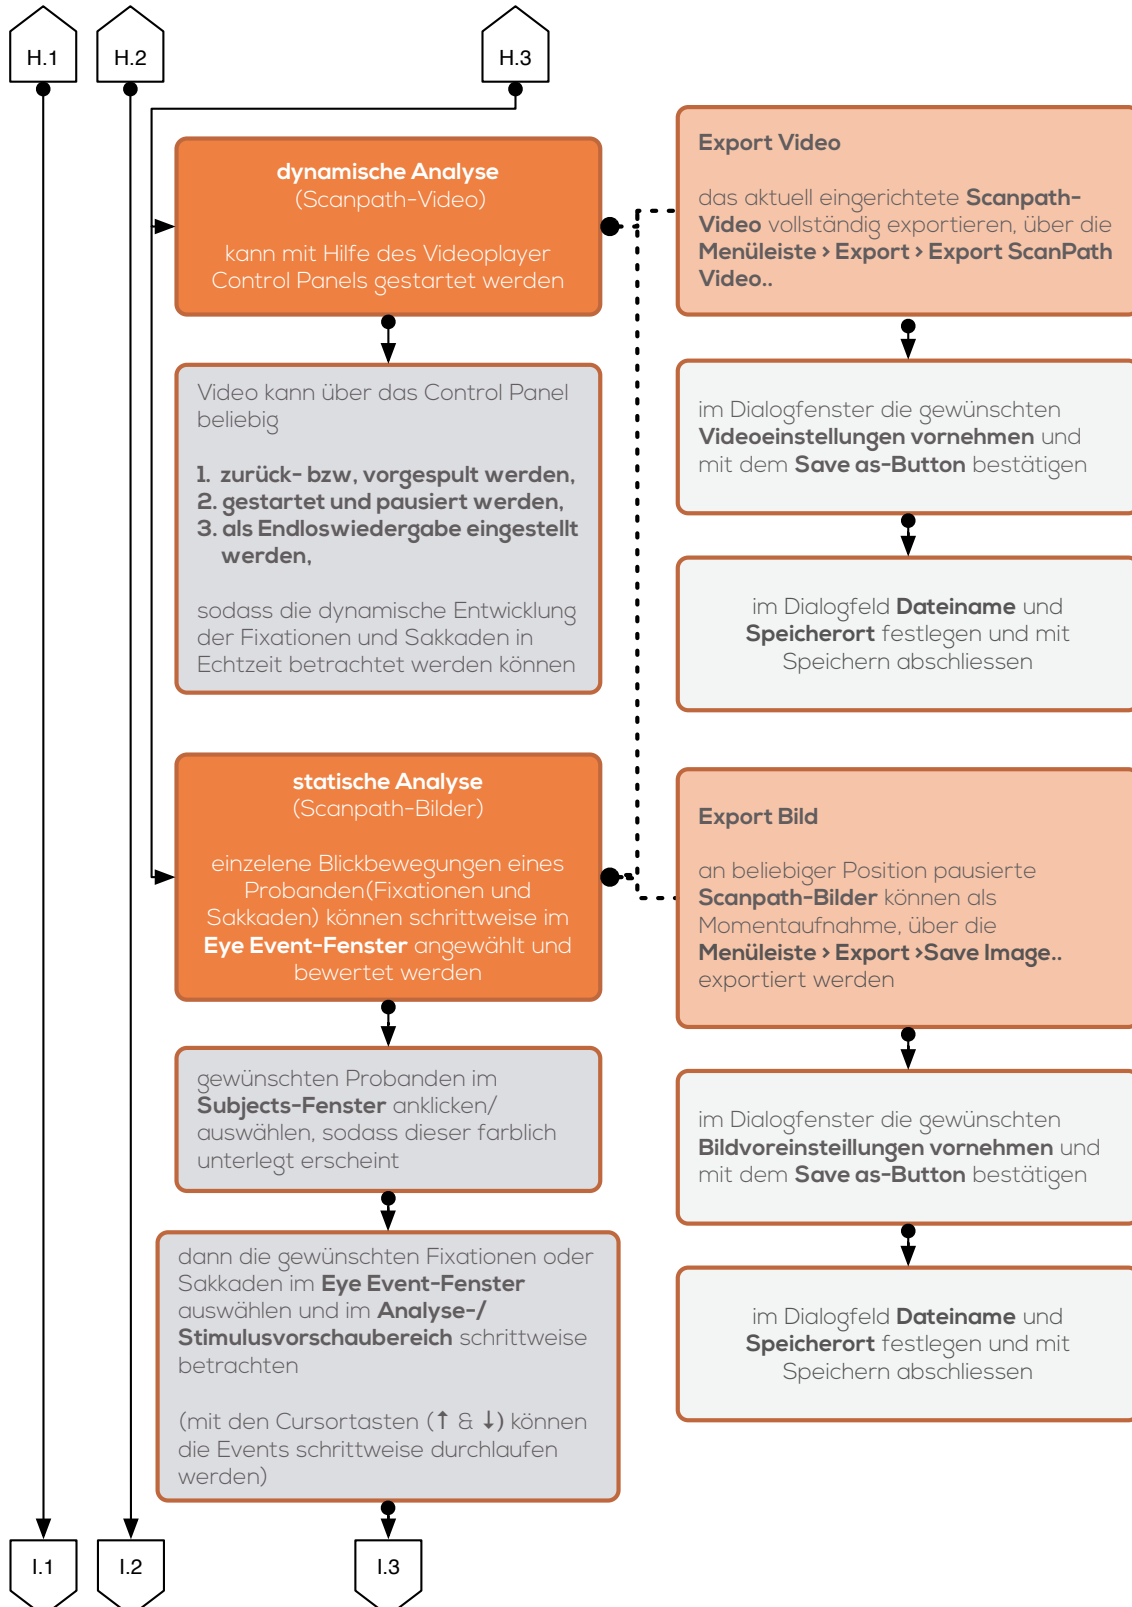 H.1
H.2
H.3
dynamische Analyse
(Scanpath-Video)
kann mit Hilfe des Videoplayer
Control Panels gestartet werden
Video kann über das Control Panel
beliebig
1. zurück- bzw, vorgespult werden,
2. gestartet und pausiert werden,
3. als Endloswiedergabe eingestellt
werden,
sodass die dynamische Entwicklung
der Fixationen und Sakkaden in
Echtzeit betrachtet werden können
statische Analyse
(Scanpath-Bilder)
einzelene Blickbewegungen eines
Probanden(Fixationen und
Sakkaden) können schrittweise im
Eye Event-Fenster angewählt und
bewertet werden
gewünschten Probanden im
Subjects-Fenster anklicken/
auswählen, sodass dieser farblich
unterlegt erscheint
dann die gewünschten Fixationen oder
Sakkaden im Eye Event-Fenster
auswählen und im Analyse-/
Stimulusvorschaubereich schrittweise
betrachten
(mit den Cursortasten (↑ & ↓) können
die Events schrittweise durchlaufen
werden)
Export Video
das aktuell eingerichtete Scanpath-
Video vollständig exportieren, über die
Menüleiste > Export > Export ScanPath
Video..
im Dialogfenster die gewünschten
Videoeinstellungen vornehmen und
mit dem Save as-Button bestätigen
im Dialogfeld Dateiname und
Speicherort festlegen und mit
Speichern abschliessen
Export Bild
an beliebiger Position pausierte
Scanpath-Bilder können als
Momentaufnahme, über die
Menüleiste > Export >Save Image..
exportiert werden
im Dialogfenster die gewünschten
Bildvoreinsteillungen vornehmen und
mit dem Save as-Button bestätigen
im Dialogfeld Dateiname und
Speicherort festlegen und mit
Speichern abschliessen
I.1
I.2
I.3